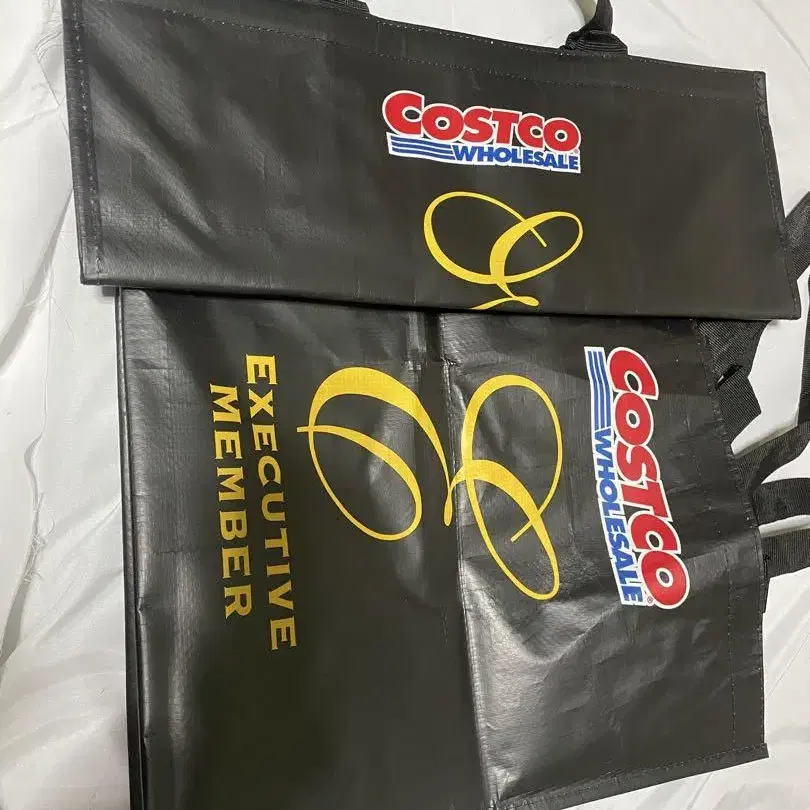 COSTCO
WHOLESALE
E
COSTCO
WHOLESALE®
E
EXECUTIVE
MEMBER